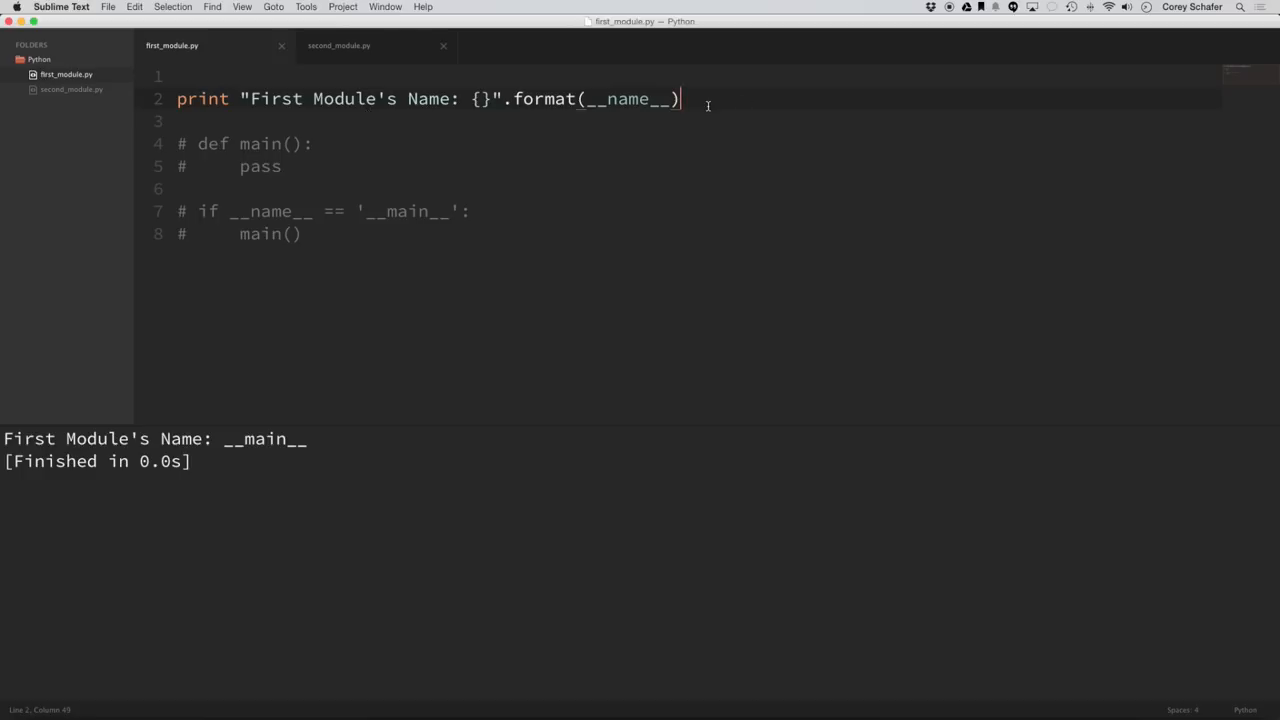 Sublime Text File Edit Selection Find View Goto Tools Project Window Help Corey Schafer
first_module.py — Python
FOLDERS
Python
first_module.py
second_module.py
first_module.py × second_module.py ×
1
2 print "First Module's Name: {}".format(__name__)
3
4 # def main():
5 #     pass
6
7 # if __name__ == '__main__':
8 #     main()
First Module's Name: __main__
[Finished in 0.0s]
Line 2, Column 49 Spaces: 4 Python